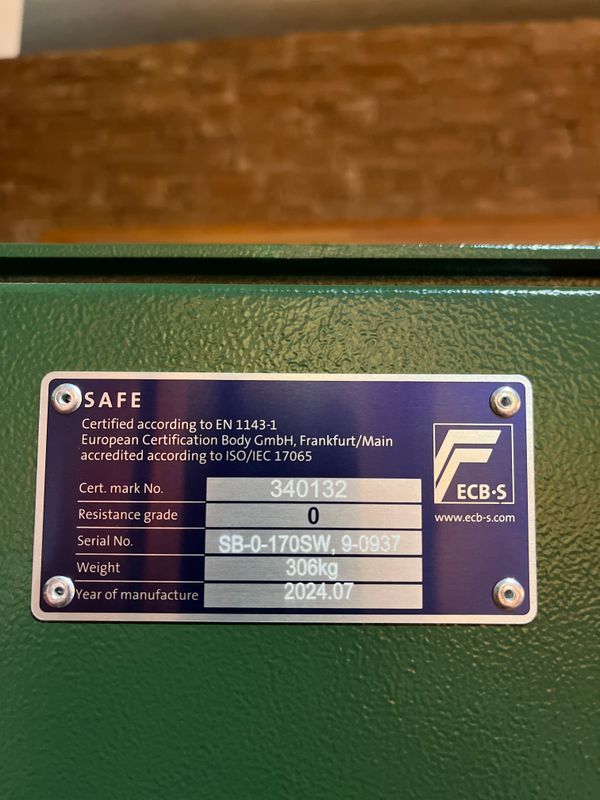 SAFE
Certified according to EN 1143-1
European Certification Body GmbH, Frankfurt/Main
accredited according to ISO/IEC 17065
Cert. mark No. 340132
Resistance grade 0
Serial No. SB-0-170SW, 9-0937
Weight 306kg
Year of manufacture 2024.07
ECB•S
www.ecb-s.com